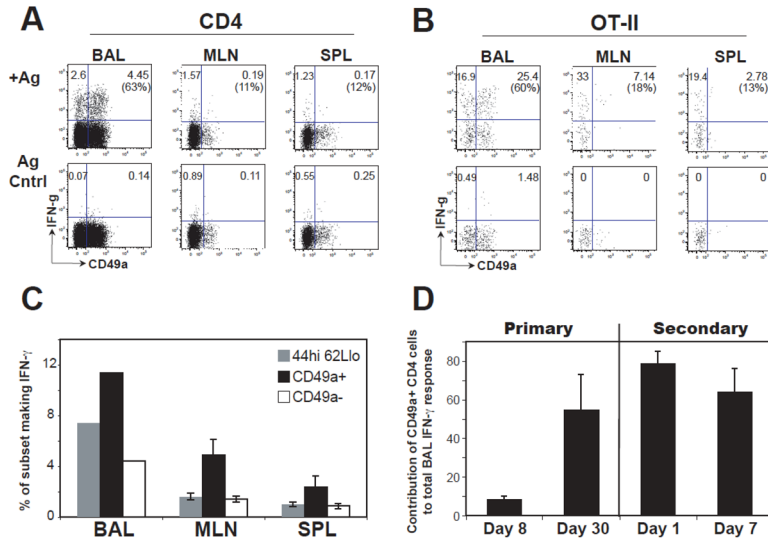 A
CD4
BAL MLN SPL
+Ag
2.6 4.45 (63%)
1.57 0.19 (11%)
1.23 0.17 (12%)
Ag Cntrl
0.07 0.14
0.89 0.11
0.55 0.25
IFN-g
CD49a
B
OT-II
BAL MLN SPL
16.9 25.4 (60%)
33 7.14 (18%)
19.4 2.78 (13%)
0.49 1.48
0 0
0 0
IFN-g
CD49a
C
% of subset making IFN-γ
12
8
4
0
44hi 62Llo
CD49a+
CD49a-
BAL MLN SPL
D
Primary Secondary
Contribution of CD49a+ CD4 cells
to total BAL IFN-γ response
80
60
40
20
0
Day 8 Day 30 Day 1 Day 7